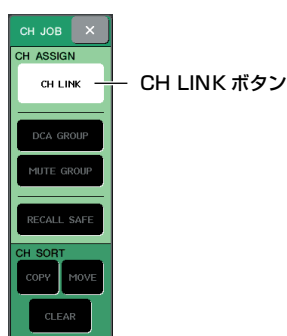 CH JOB ×
CH ASSIGN
CH LINK
CH LINK ボタン
DCA GROUP
MUTE GROUP
RECALL SAFE
CH SORT
COPY MOVE
CLEAR